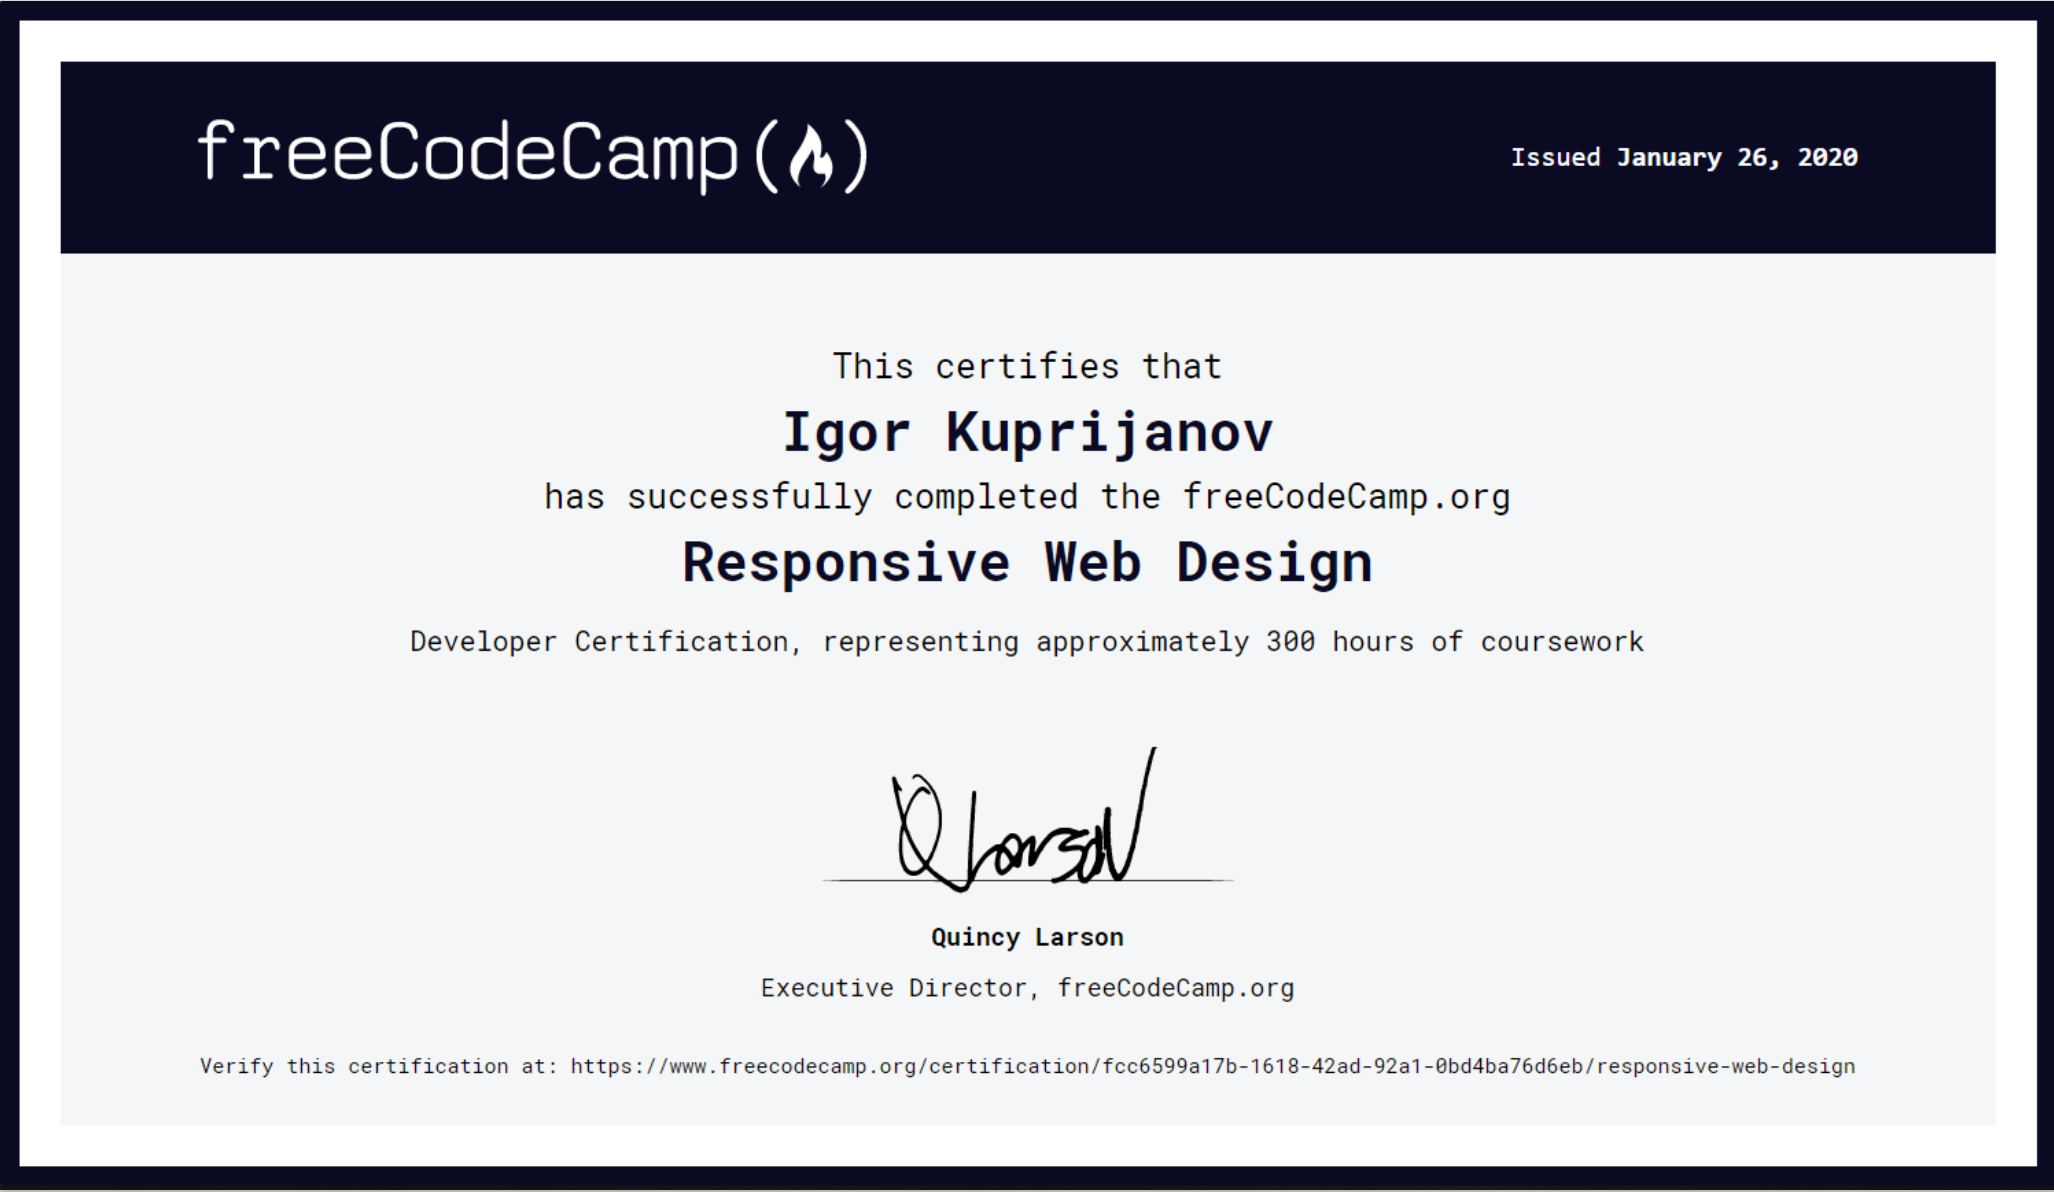 freeCodeCamp(🔥)
Issued January 26, 2020
This certifies that
Igor Kuprijanov
has successfully completed the freeCodeCamp.org
Responsive Web Design
Developer Certification, representing approximately 300 hours of coursework
Q Larson
Quincy Larson
Executive Director, freeCodeCamp.org
Verify this certification at: https://www.freecodecamp.org/certification/fcc6599a17b-1618-42ad-92a1-0bd4ba76d6eb/responsive-web-design